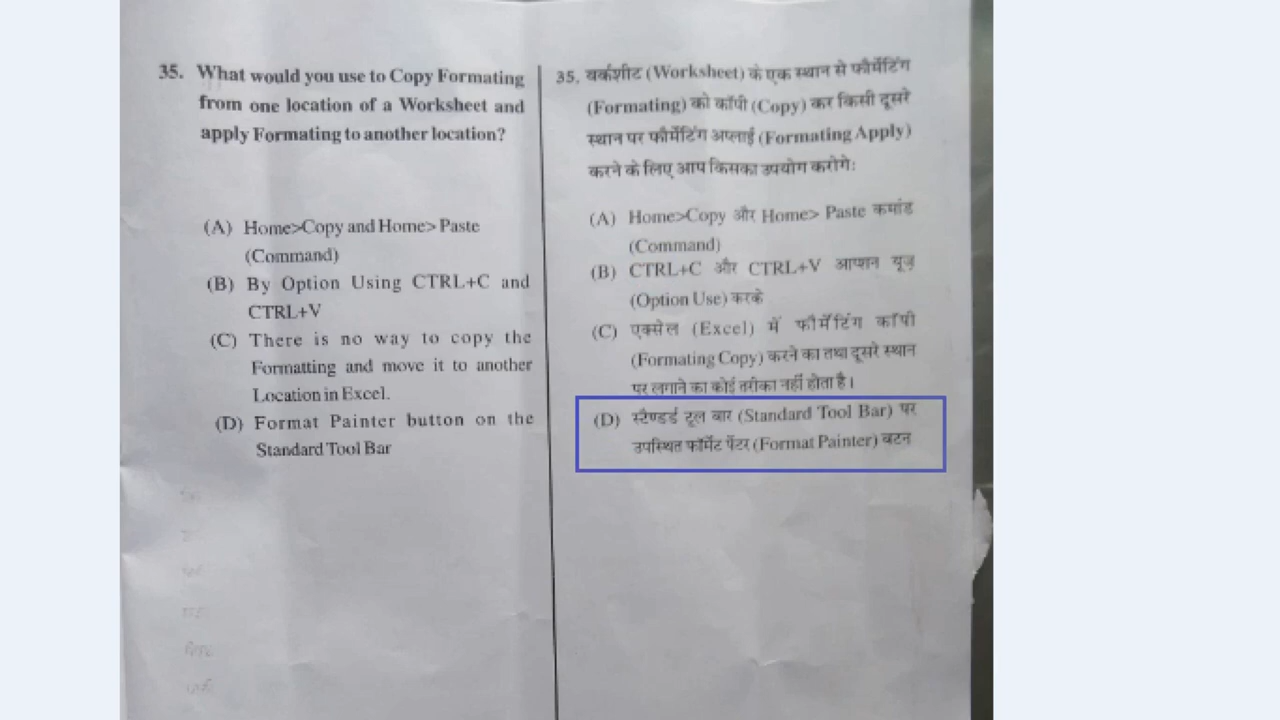 35. What would you use to Copy Formating
from one location of a Worksheet and
apply Formating to another location?
(A) Home>Copy and Home> Paste
(Command)
(B) By Option Using CTRL+C and
CTRL+V
(C) There is no way to copy the
Formatting and move it to another
Location in Excel.
(D) Format Painter button on the
Standard Tool Bar
35. वर्कशीट (Worksheet) के एक स्थान से फौर्मेटिंग
(Formating) को कॉपी (Copy) कर किसी दूसरे
स्थान पर फौर्मेटिंग अप्लाई (Formating Apply)
करने के लिए आप किसका उपयोग करोगे:
(A) Home>Copy और Home> Paste कमांड
(Command)
(B) CTRL+C और CTRL+V आप्शन यूज़
(Option Use) करके
(C) एक्सेल (Excel) में फौर्मेटिंग कॉपी
(Formating Copy) करने का तथा दूसरे स्थान
पर लगाने का कोई तरीका नहीं होता है।
(D) स्टैण्डर्ड टूल बार (Standard Tool Bar) पर
उपस्थित फॉर्मेट पेंटर (Format Painter) बटन